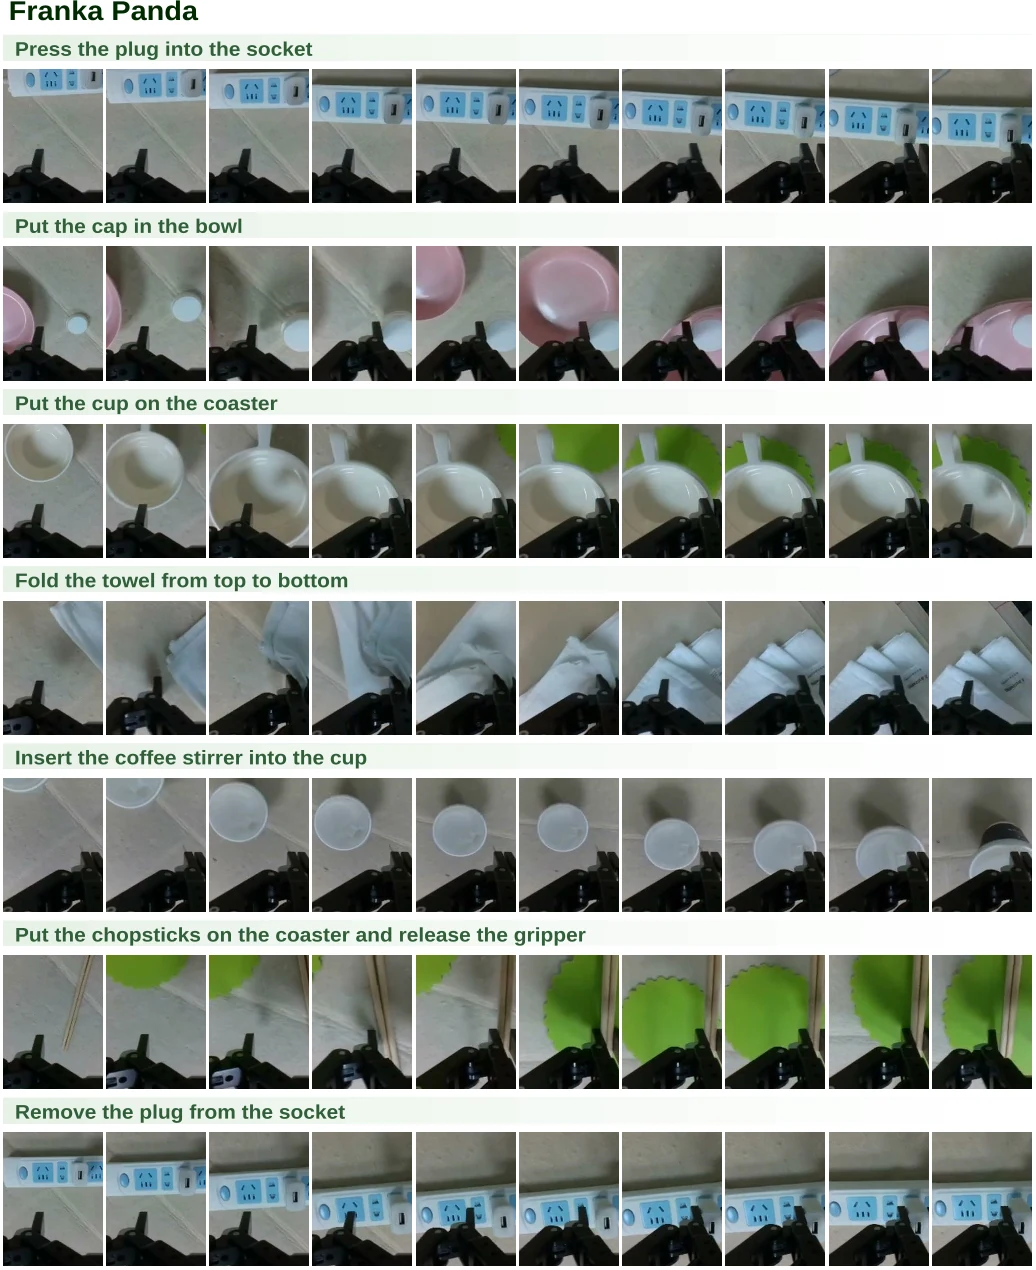 Franka Panda
Press the plug into the socket
Put the cap in the bowl
Put the cup on the coaster
Fold the towel from top to bottom
Insert the coffee stirrer into the cup
Put the chopsticks on the coaster and release the gripper
Remove the plug from the socket